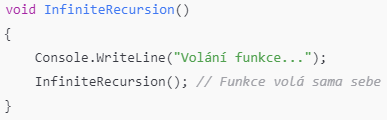 void InfiniteRecursion()
{
    Console.WriteLine("Volání funkce...");
    InfiniteRecursion(); // Funkce volá sama sebe
}